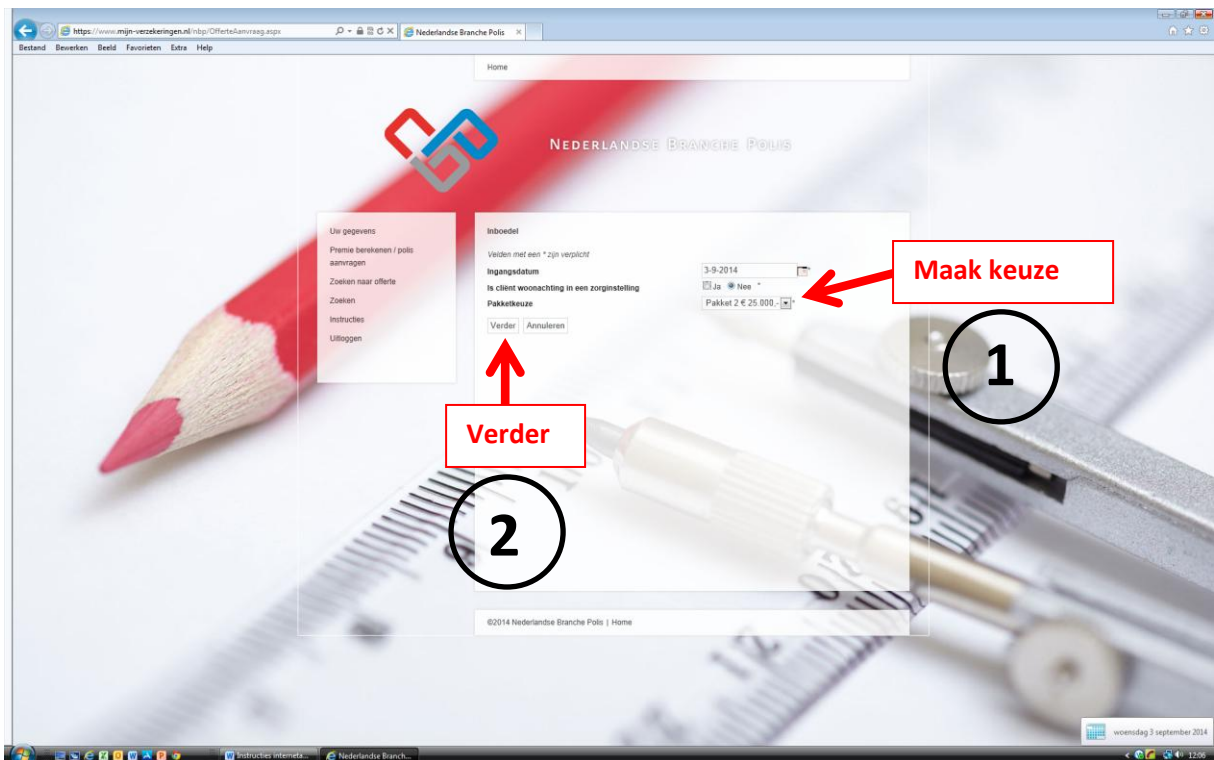 https://www.mijn-verzekeringen.nl/nbp/OfferteAanvraag.aspx
Nederlandse Branche Polis
Bestand Bewerken Beeld Favorieten Extra Help
Home
NEDERLANDSE BRANCHE POLIS
Uw gegevens
Premie berekenen / polis
aanvragen
Zoeken naar offerte
Zoeken
Instructies
Uitloggen
Inboedel
Velden met een * zijn verplicht
Ingangsdatum 3-9-2014 *
Is cliënt woonachting in een zorginstelling Ja Nee *
Pakketkeuze Pakket 2 € 25.000,- *
Verder Annuleren
Maak keuze
1
Verder
2
©2014 Nederlandse Branche Polis | Home
woensdag 3 september 2014
Instructies interneta... Nederlandse Branch...
12:06